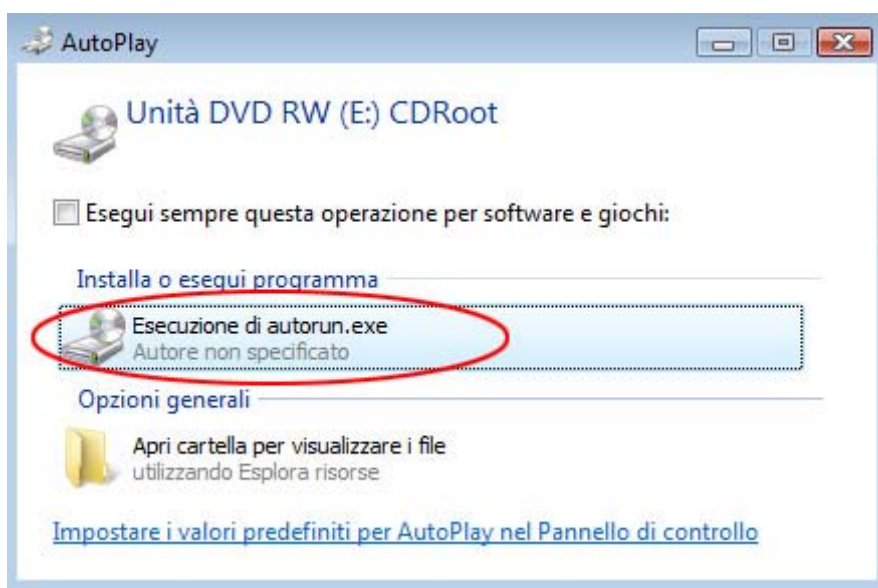 AutoPlay
Unità DVD RW (E:) CDRoot
Esegui sempre questa operazione per software e giochi:
Installa o esegui programma
Esecuzione di autorun.exe
Autore non specificato
Opzioni generali
Apri cartella per visualizzare i file
utilizzando Esplora risorse
Impostare i valori predefiniti per AutoPlay nel Pannello di controllo